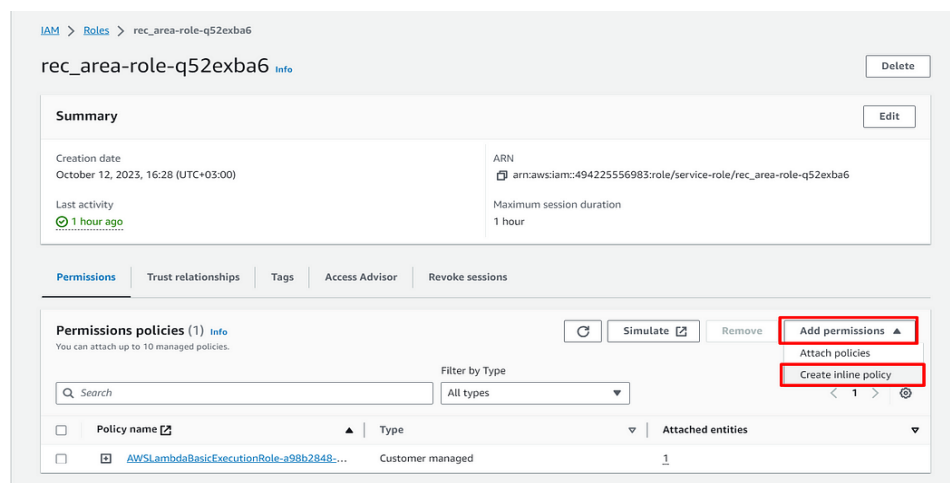 IAM > Roles > rec_area-role-q52exba6
rec_area-role-q52exba6 Info
Delete
Summary
Edit
Creation date
October 12, 2023, 16:28 (UTC+03:00)
ARN
arn:aws:iam::494225556983:role/service-role/rec_area-role-q52exba6
Last activity
1 hour ago
Maximum session duration
1 hour
Permissions Trust relationships Tags Access Advisor Revoke sessions
Permissions policies (1) Info
You can attach up to 10 managed policies.
Simulate Remove Add permissions
Attach policies
Create inline policy
Filter by Type
Search
All types
< 1 >
Policy name Type Attached entities
AWSLambdaBasicExecutionRole-a98b2848-... Customer managed 1